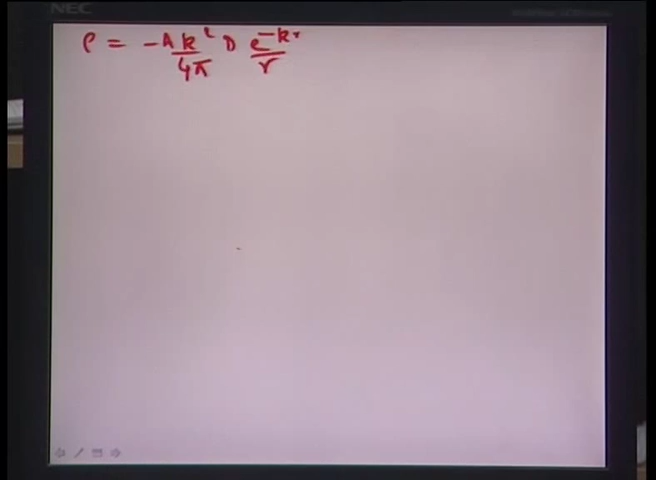 NEC
ρ = -A k² D e^-kr
4π r